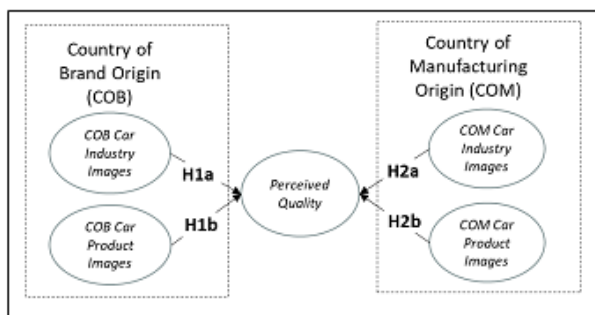 Country of
Brand Origin
(COB)
COB Car
Industry
Images
H1a
H1b
COB Car
Product
Images
Perceived
Quality
Country of
Manufacturing
Origin (COM)
COM Car
Industry
Images
H2a
H2b
COM Car
Product
Images